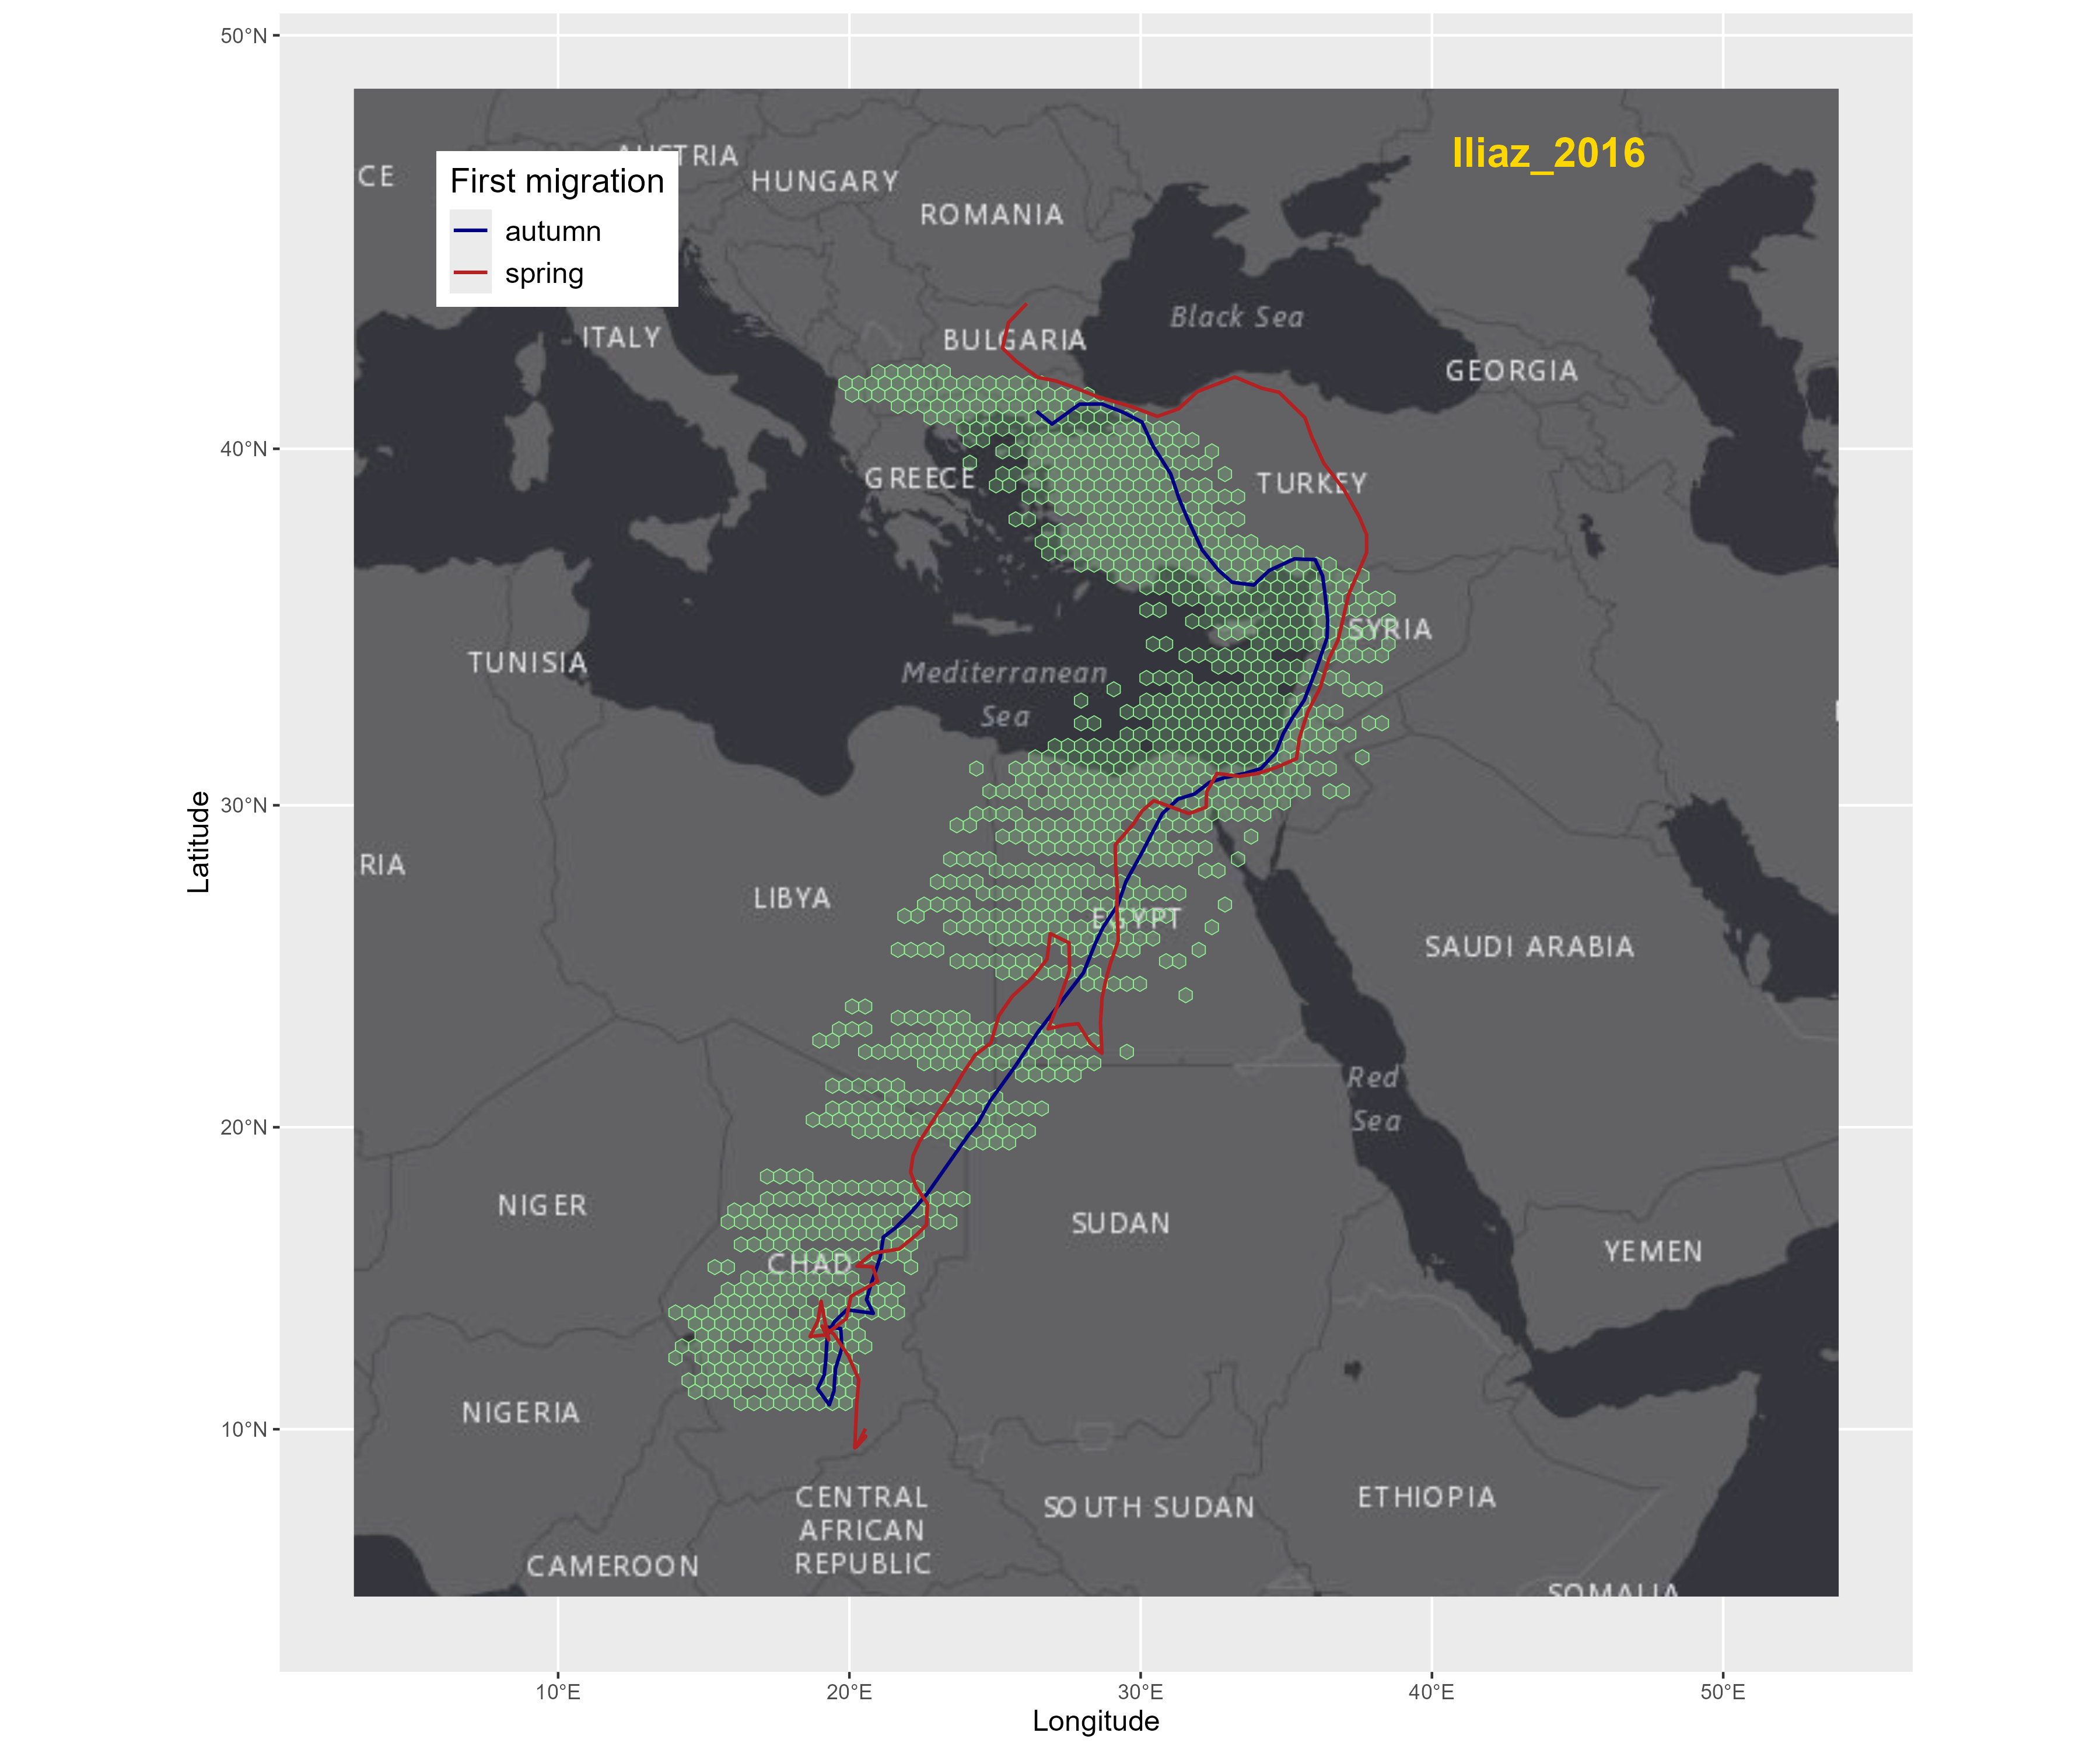 50°N
40°N
30°N
20°N
10°N
Latitude
Iliaz_2016
First migration
autumn
spring
CE
HUNGARY
ROMANIA
ITALY
BULGARIA
Black Sea
GEORGIA
GREECE
TURKEY
TUNISIA
SYRIA
Mediterranean
Sea
RIA
LIBYA
EGYPT
SAUDI ARABIA
Red
Sea
NIGER
CHAD
SUDAN
YEMEN
NIGERIA
CENTRAL
AFRICAN
REPUBLIC
SOUTH SUDAN
ETHIOPIA
CAMEROON
10°E
20°E
30°E
40°E
50°E
Longitude